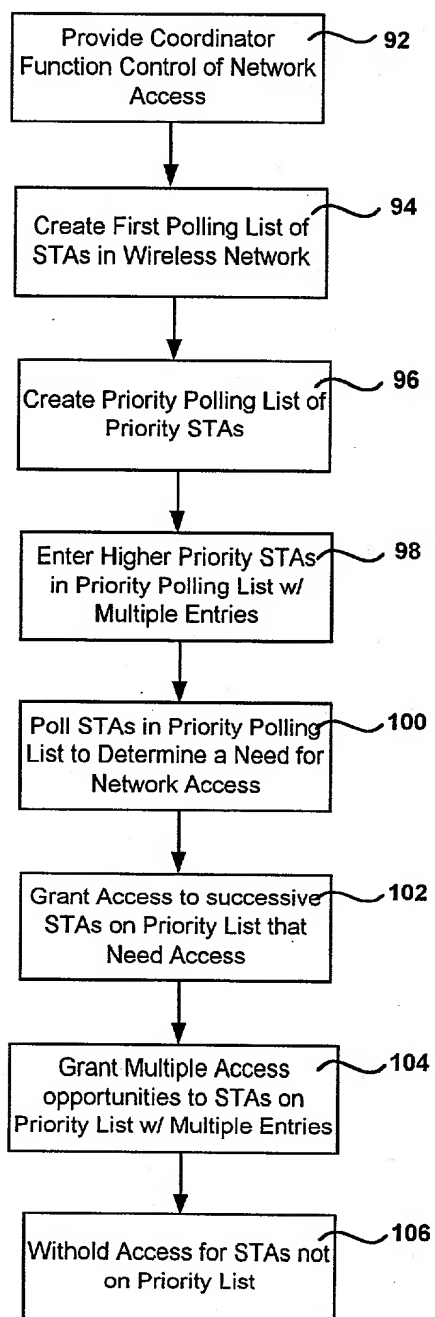 Provide Coordinator
Function Control of Network
Access
92
Create First Polling List of
STAs in Wireless Network
94
Create Priority Polling List of
Priority STAs
96
Enter Higher Priority STAs
in Priority Polling List w/
Multiple Entries
98
Poll STAs in Priority Polling
List to Determine a Need for
Network Access
100
Grant Access to successive
STAs on Priority List that
Need Access
102
Grant Multiple Access
opportunities to STAs on
Priority List w/ Multiple Entries
104
Withold Access for STAs not
on Priority List
106